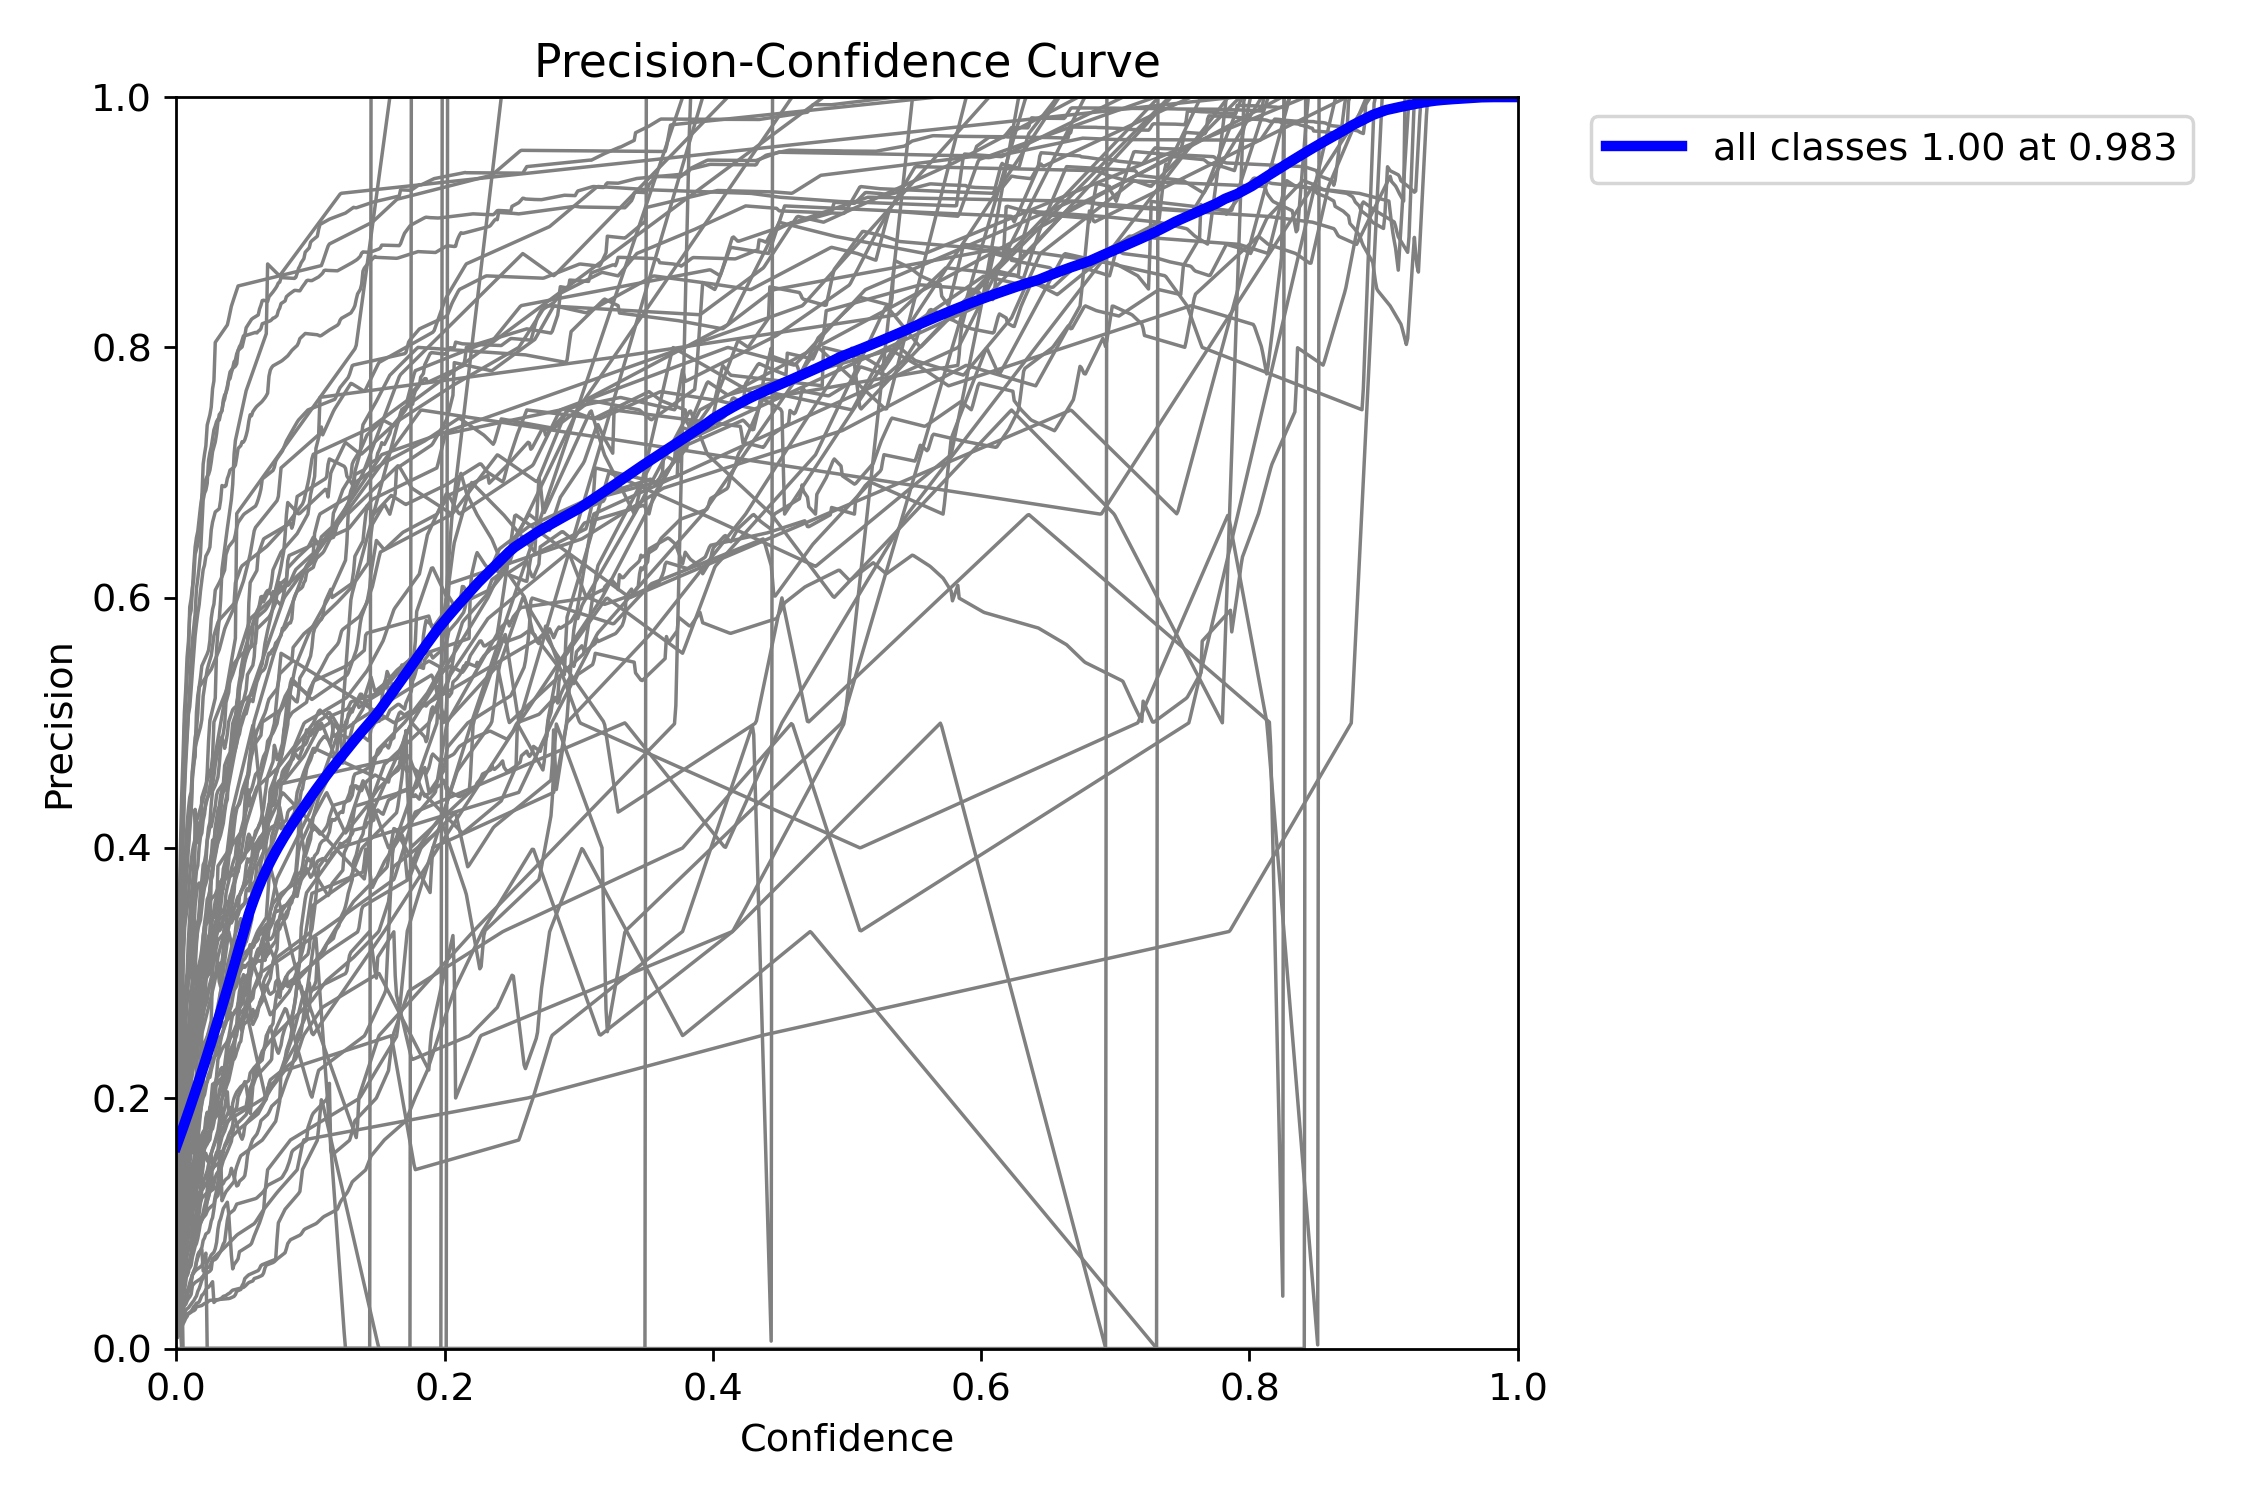 Precision-Confidence Curve
all classes 1.00 at 0.983
Precision
1.0
0.8
0.6
0.4
0.2
0.0
0.0 0.2 0.4 0.6 0.8 1.0
Confidence